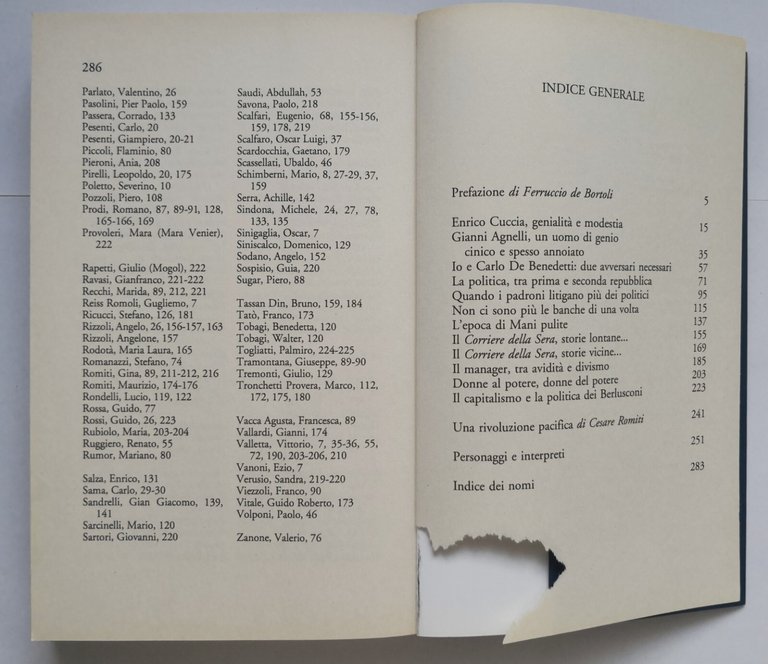 286
Parlato, Valentino, 26
Pasolini, Pier Paolo, 159
Passera, Corrado, 133
Pesenti, Carlo, 20
Pesenti, Giampiero, 20-21
Piccoli, Flaminio, 80
Pieroni, Ania, 208
Pirelli, Leopoldo, 20, 175
Poletto, Severino, 10
Pozzoli, Piero, 108
Prodi, Romano, 87, 89-91, 128,
165-166, 169
Provoleri, Mara (Mara Venier),
222
Rapetti, Giulio (Mogol), 222
Ravasi, Gianfranco, 221-222
Recchi, Marida, 89, 212, 221
Reiss Romoli, Gugliemo, 7
Ricucci, Stefano, 126, 181
Rizzoli, Angelo, 26, 156-157, 163
Rizzoli, Angelone, 157
Rodotà, Maria Laura, 165
Romanazzi, Stefano, 74
Romiti, Gina, 89, 211-212, 216
Romiti, Maurizio, 174-176
Rondelli, Lucio, 119, 122
Rossa, Guido, 77
Rossi, Guido, 26, 223
Rubiolo, Maria, 203-204
Ruggiero, Renato, 55
Rumor, Mariano, 80
Salza, Enrico, 131
Sama, Carlo, 29-30
Sandrelli, Gian Giacomo, 139,
141
Sarcinelli, Mario, 120
Sartori, Giovanni, 220
Saudi, Abdullah, 53
Savona, Paolo, 218
Scalfari, Eugenio, 68, 155-156,
159, 178, 219
Scalfaro, Oscar Luigi, 37
Scardocchia, Gaetano, 179
Scassellati, Ubaldo, 46
Schimberni, Mario, 8, 27-29, 37,
159
Serra, Achille, 142
Sindona, Michele, 24, 27, 78,
133, 135
Sinigaglia, Oscar, 7
Siniscalco, Domenico, 129
Sodano, Angelo, 152
Sospisio, Guia, 220
Sugar, Piero, 88
Tassan Din, Bruno, 159, 184
Tatò, Franco, 173
Tobagi, Benedetta, 120
Tobagi, Walter, 120
Togliatti, Palmiro, 224-225
Tramontana, Giuseppe, 89-90
Tremonti, Giulio, 129
Tronchetti Provera, Marco, 112,
172, 175, 180
Vacca Agusta, Francesca, 89
Vallardi, Gianni, 174
Valletta, Vittorio, 7, 35-36, 55,
72, 190, 203-206, 210
Vanoni, Ezio, 7
Verusio, Sandra, 219-220
Viezzoli, Franco, 90
Vitale, Guido Roberto, 173
Volponi, Paolo, 46
Zanone, Valerio, 76
INDICE GENERALE
Prefazione di Ferruccio de Bortoli 5
Enrico Cuccia, genialità e modestia 15
Gianni Agnelli, un uomo di genio
cinico e spesso annoiato 35
Io e Carlo De Benedetti: due avversari necessari 57
La politica, tra prima e seconda repubblica 71
Quando i padroni litigano più dei politici 95
Non ci sono più le banche di una volta 115
L'epoca di Mani pulite 137
Il Corriere della Sera, storie lontane... 155
Il Corriere della Sera, storie vicine... 169
Il manager, tra avidità e divismo 185
Donne al potere, donne del potere 203
Il capitalismo e la politica dei Berlusconi 223
Una rivoluzione pacifica di Cesare Romiti 241
Personaggi e interpreti 251
Indice dei nomi 283